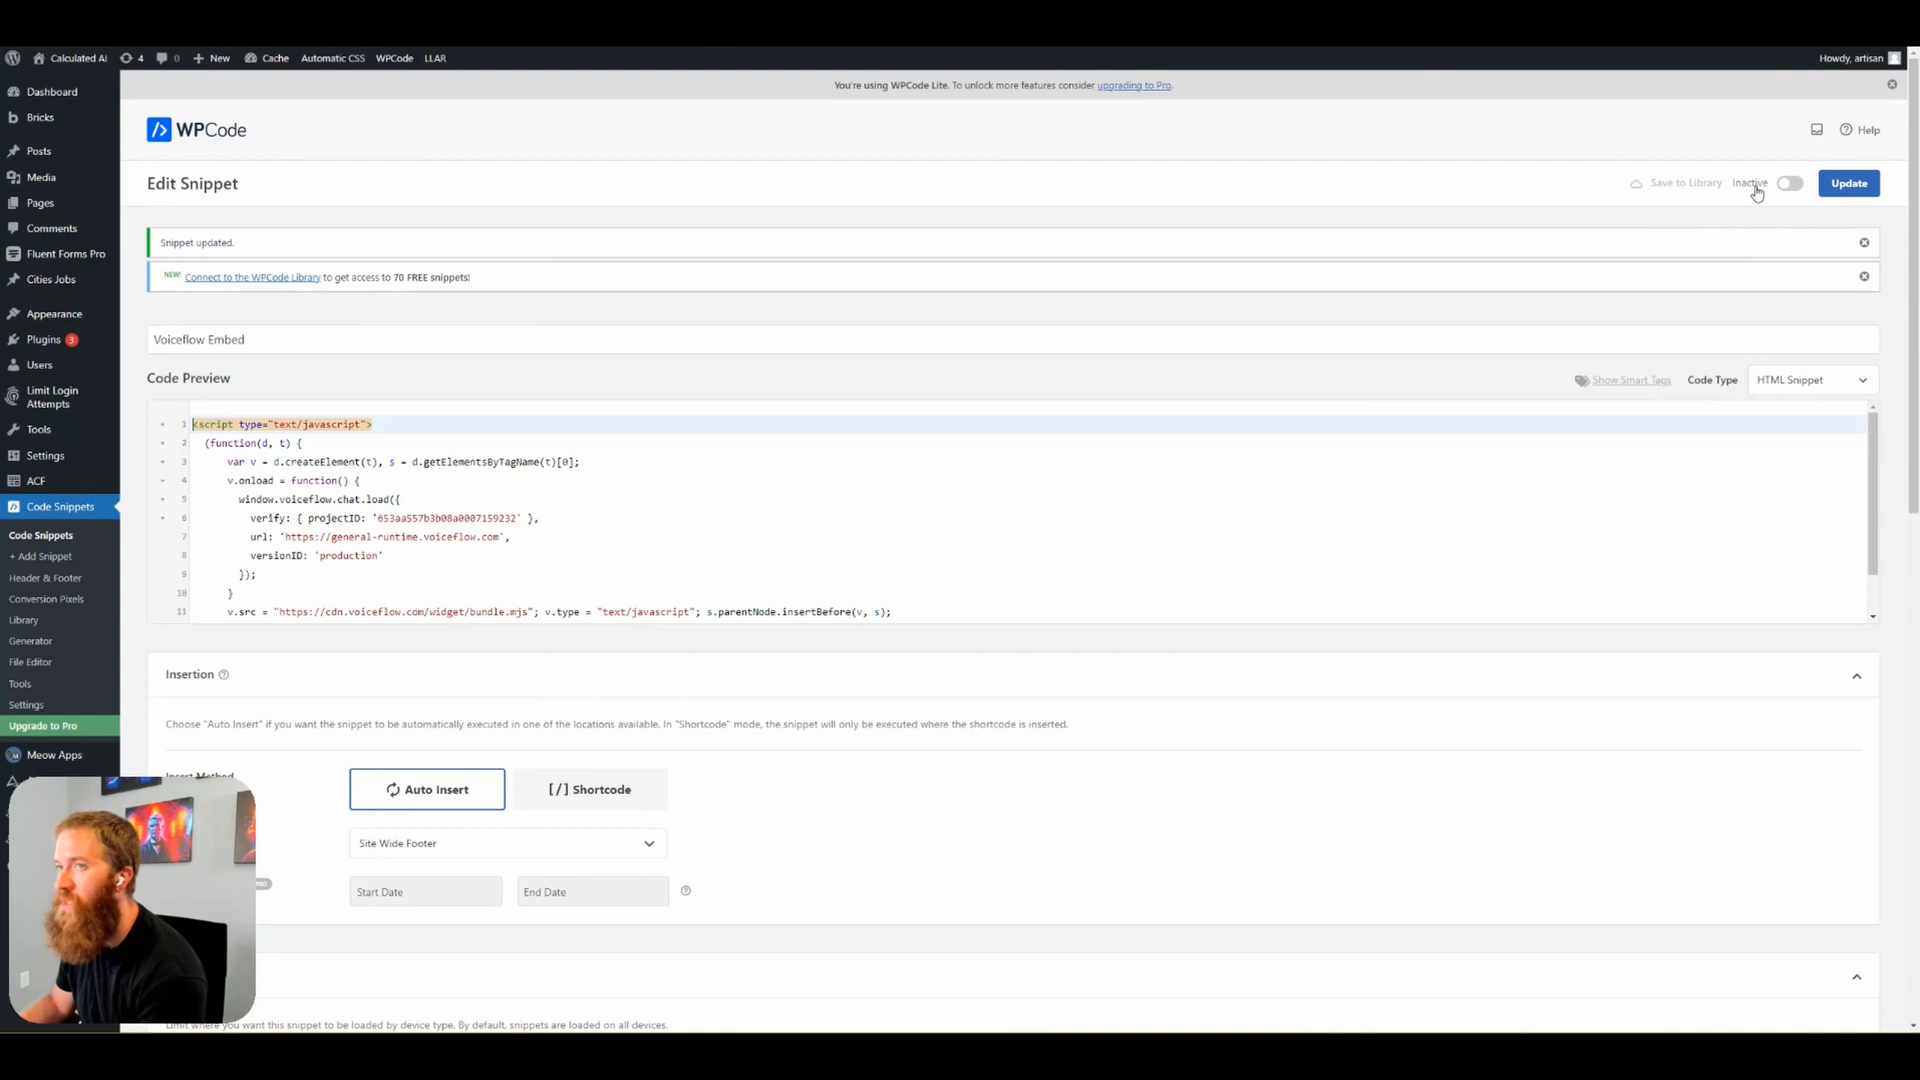 Calculated AI 4 0 New Cache Automatic CSS WPCode LLAR Howdy, artisan
You're using WPCode Lite. To unlock more features consider upgrading to Pro.
Dashboard
Bricks
Posts
Media
Pages
Comments
Fluent Forms Pro
Cities Jobs
Appearance
Plugins 3
Users
Limit Login
Attempts
Tools
Settings
ACF
Code Snippets
Code Snippets
+ Add Snippet
Header & Footer
Conversion Pixels
Library
Generator
File Editor
Tools
Settings
Upgrade to Pro
Meow Apps
WPCode
Help
Edit Snippet
Save to Library Inactive Update
Snippet updated.
NEW! Connect to the WPCode Library to get access to 70 FREE snippets!
Voiceflow Embed
Code Preview
Show Smart Tags Code Type HTML Snippet
1 <script type="text/javascript">
2 (function(d, t) {
3 var v = d.createElement(t), s = d.getElementsByTagName(t)[0];
4 v.onload = function() {
5 window.voiceflow.chat.load({
6 verify: { projectID: '653aa557b3b08a0007159232' },
7 url: 'https://general-runtime.voiceflow.com',
8 versionID: 'production'
9 });
10 }
11 v.src = "https://cdn.voiceflow.com/widget/bundle.mjs"; v.type = "text/javascript"; s.parentNode.insertBefore(v, s);
Insertion
Choose "Auto Insert" if you want the snippet to be automatically executed in one of the locations available. In "Shortcode" mode, the snippet will only be executed where the shortcode is inserted.
Insert Method
Auto Insert
[/] Shortcode
Site Wide Footer
Start Date End Date
Limit where you want this snippet to be loaded by device type. By default, snippets are loaded on all devices.